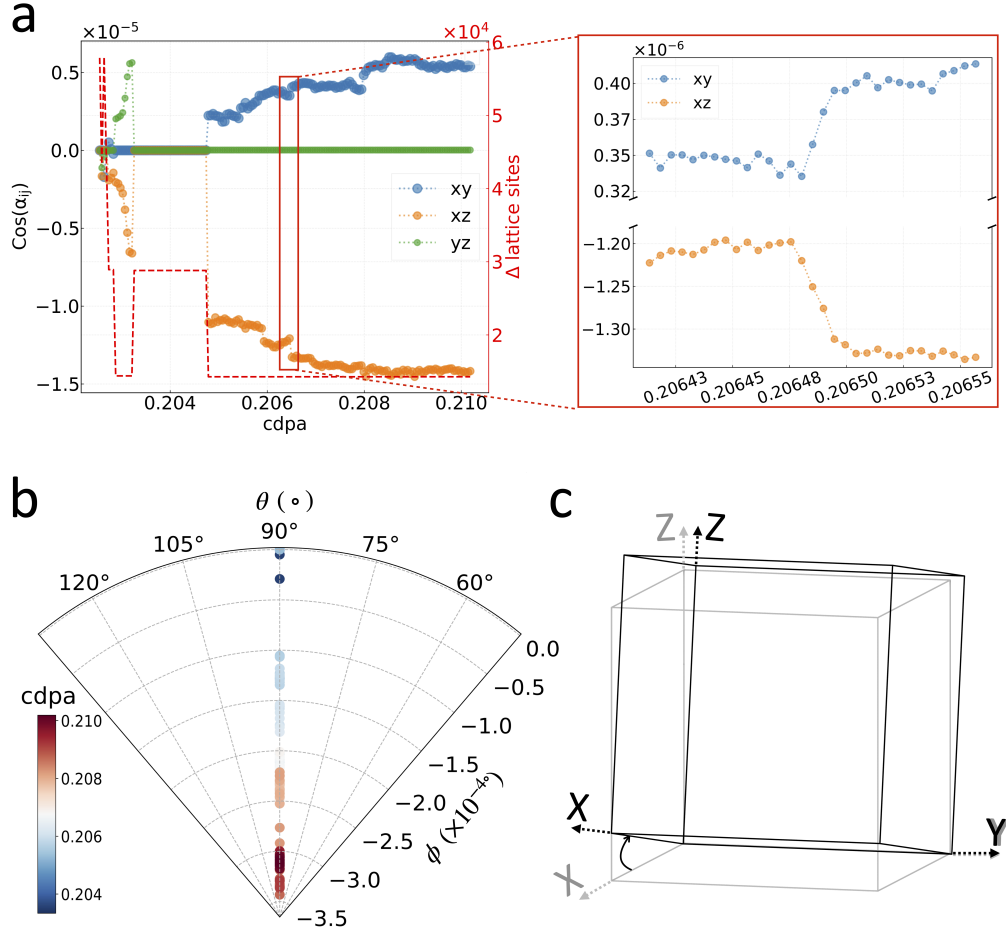 a
×10⁻⁵
×10⁴
0.5
0.0
−0.5
−1.0
−1.5
Cos(αij)
xy
xz
yz
6
5
4
3
2
Δ lattice sites
0.204
0.206
0.208
0.210
cdpa
×10⁻⁶
xy
xz
0.40
0.37
0.35
0.32
−1.20
−1.25
−1.30
0.20643
0.20645
0.20648
0.20650
0.20653
0.20655
b
θ (∘)
120°
105°
90°
75°
60°
0.0
−0.5
−1.0
−1.5
−2.0
−2.5
−3.0
−3.5
ϕ (×10⁻⁴∘)
cdpa
0.210
0.208
0.206
0.204
c
Z Z
X
X
Y